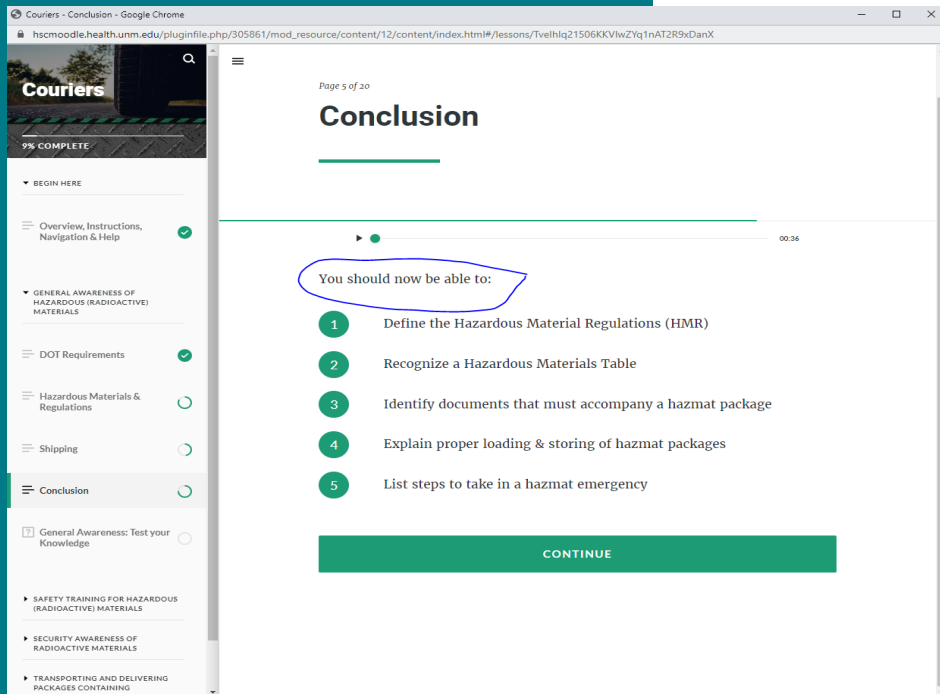 Couriers - Conclusion - Google Chrome
hscmoodle.health.unm.edu/pluginfile.php/305861/mod_resource/content/12/content/index.html#/lessons/TvelhIq21506KKVIwZYq1nAT2R9xDanX
Couriers
9% COMPLETE
BEGIN HERE
Overview, Instructions,
Navigation & Help
GENERAL AWARENESS OF
HAZARDOUS (RADIOACTIVE)
MATERIALS
DOT Requirements
Hazardous Materials &
Regulations
Shipping
Conclusion
General Awareness: Test your
Knowledge
SAFETY TRAINING FOR HAZARDOUS
(RADIOACTIVE) MATERIALS
SECURITY AWARENESS OF
RADIOACTIVE MATERIALS
TRANSPORTING AND DELIVERING
PACKAGES CONTAINING
Page 5 of 20
Conclusion
00:36
You should now be able to:
1 Define the Hazardous Material Regulations (HMR)
2 Recognize a Hazardous Materials Table
3 Identify documents that must accompany a hazmat package
4 Explain proper loading & storing of hazmat packages
5 List steps to take in a hazmat emergency
CONTINUE